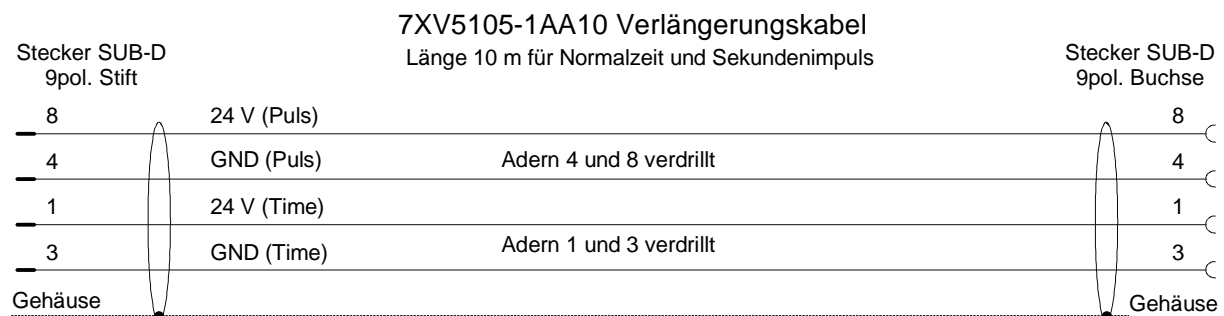 7XV5105-1AA10 Verlängerungskabel
Länge 10 m für Normalzeit und Sekundenimpuls
Stecker SUB-D
9pol. Stift
Stecker SUB-D
9pol. Buchse
8 24 V (Puls) 8
4 GND (Puls) Adern 4 und 8 verdrillt 4
1 24 V (Time) 1
3 GND (Time) Adern 1 und 3 verdrillt 3
Gehäuse Gehäuse